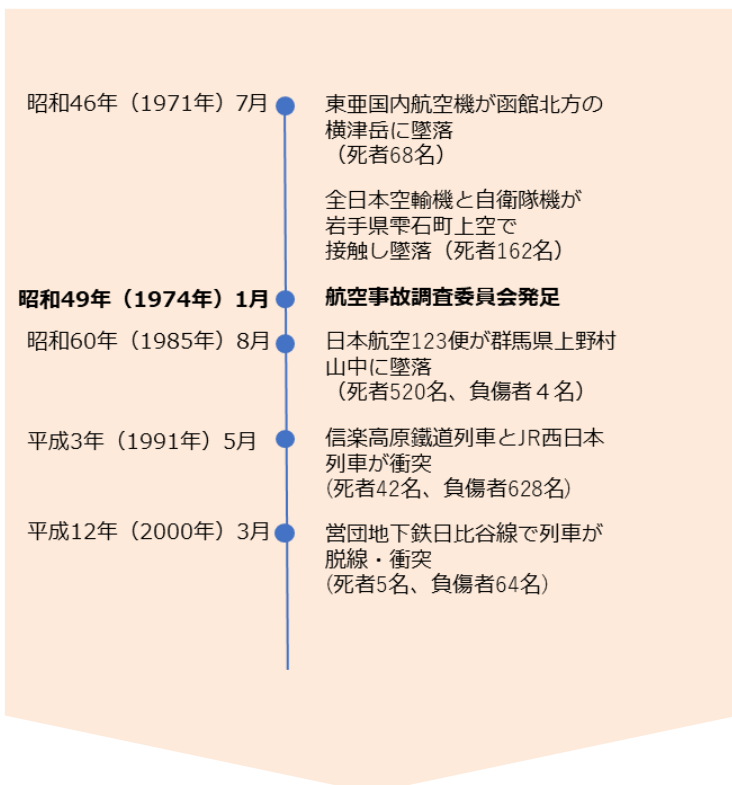 昭和46年（1971年）7月
東亜国内航空機が函館北方の
横津岳に墜落
（死者68名）
全日本空輸機と自衛隊機が
岩手県雫石町上空で
接触し墜落（死者162名）
昭和49年（1974年）1月
航空事故調査委員会発足
昭和60年（1985年）8月
日本航空123便が群馬県上野村
山中に墜落
（死者520名、負傷者４名）
平成3年（1991年）5月
信楽高原鐵道列車とJR西日本
列車が衝突
(死者42名、負傷者628名)
平成12年（2000年）3月
営団地下鉄日比谷線で列車が
脱線・衝突
(死者5名、負傷者64名)